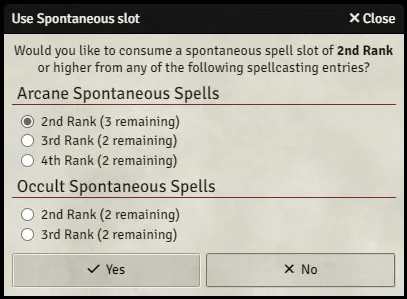 Use Spontaneous slot
✕ Close
Would you like to consume a spontaneous spell slot of 2nd Rank
or higher from any of the following spellcasting entries?
Arcane Spontaneous Spells
2nd Rank (3 remaining)
3rd Rank (2 remaining)
4th Rank (2 remaining)
Occult Spontaneous Spells
2nd Rank (2 remaining)
3rd Rank (2 remaining)
✓ Yes
✕ No